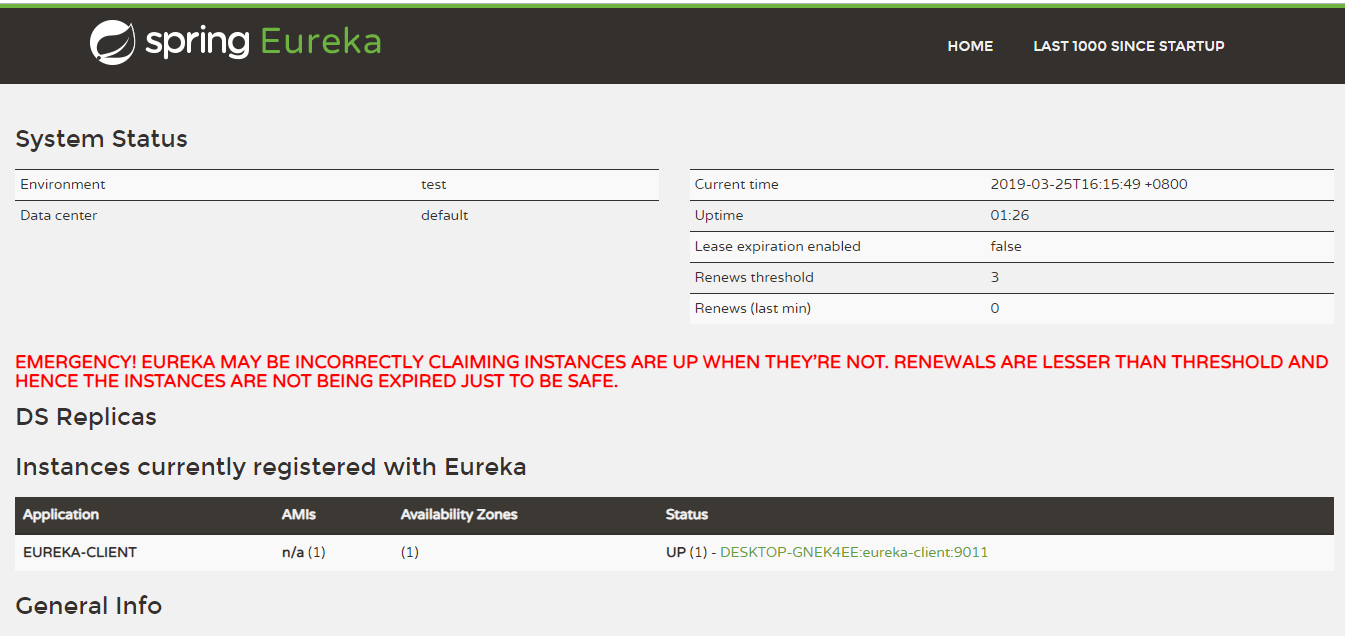 spring Eureka
HOME LAST 1000 SINCE STARTUP
System Status
Environment test
Data center default
Current time 2019-03-25T16:15:49 +0800
Uptime 01:26
Lease expiration enabled false
Renews threshold 3
Renews (last min) 0
EMERGENCY! EUREKA MAY BE INCORRECTLY CLAIMING INSTANCES ARE UP WHEN THEY'RE NOT. RENEWALS ARE LESSER THAN THRESHOLD AND
HENCE THE INSTANCES ARE NOT BEING EXPIRED JUST TO BE SAFE.
DS Replicas
Instances currently registered with Eureka
Application AMIs Availability Zones Status
EUREKA-CLIENT n/a (1) (1) UP (1) - DESKTOP-GNEK4EE:eureka-client:9011
General Info